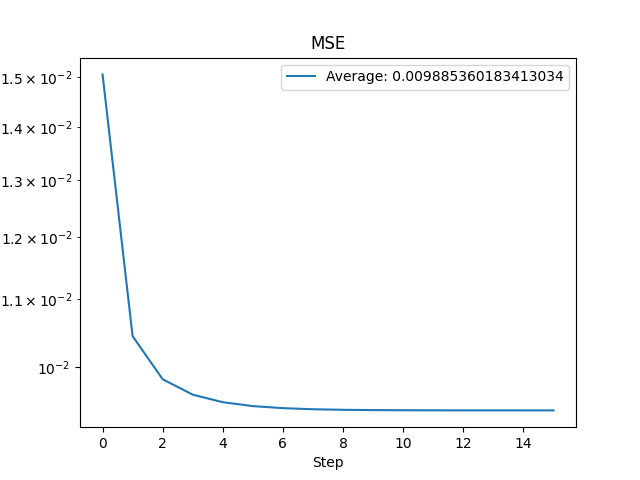 MSE
Average: 0.009885360183413034
1.5 × 10⁻²
1.4 × 10⁻²
1.3 × 10⁻²
1.2 × 10⁻²
1.1 × 10⁻²
10⁻²
0 2 4 6 8 10 12 14
Step